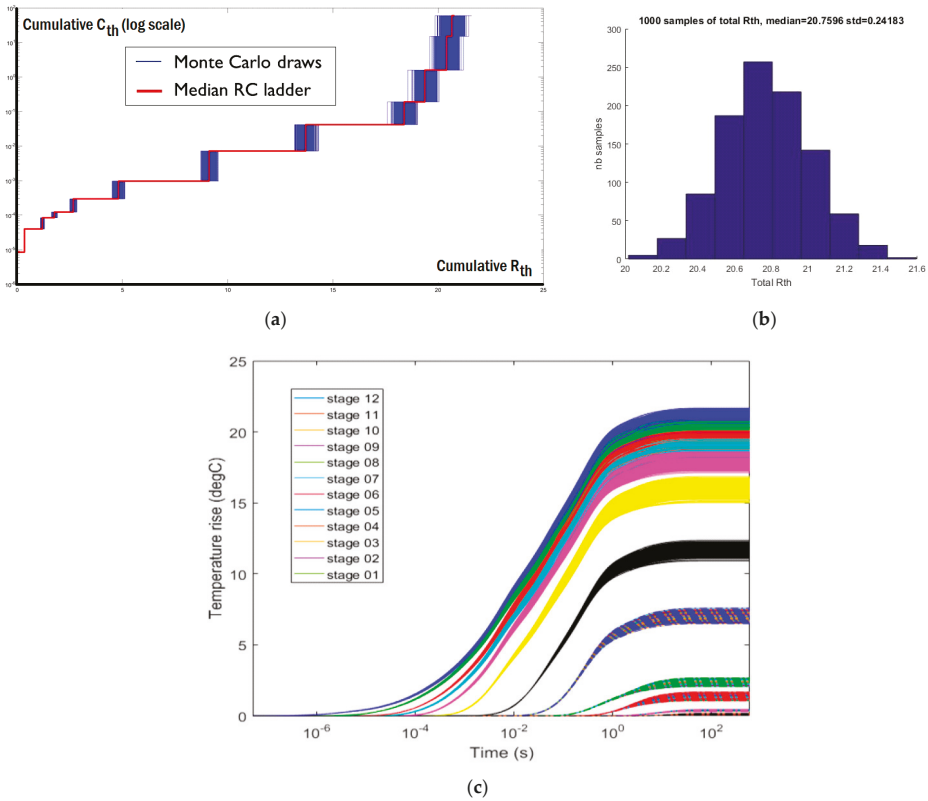 Cumulative Cth (log scale)
Monte Carlo draws
Median RC ladder
Cumulative Rth
0 5 10 15 20 25
(a)
1000 samples of total Rth, median=20.7596 std=0.24183
300
250
200
150
100
50
0
nb samples
20 20.2 20.4 20.6 20.8 21 21.2 21.4 21.6
Total Rth
(b)
25
20
15
10
5
0
Temperature rise (degC)
stage 12
stage 11
stage 10
stage 09
stage 08
stage 07
stage 06
stage 05
stage 04
stage 03
stage 02
stage 01
10-6 10-4 10-2 100 102
Time (s)
(c)